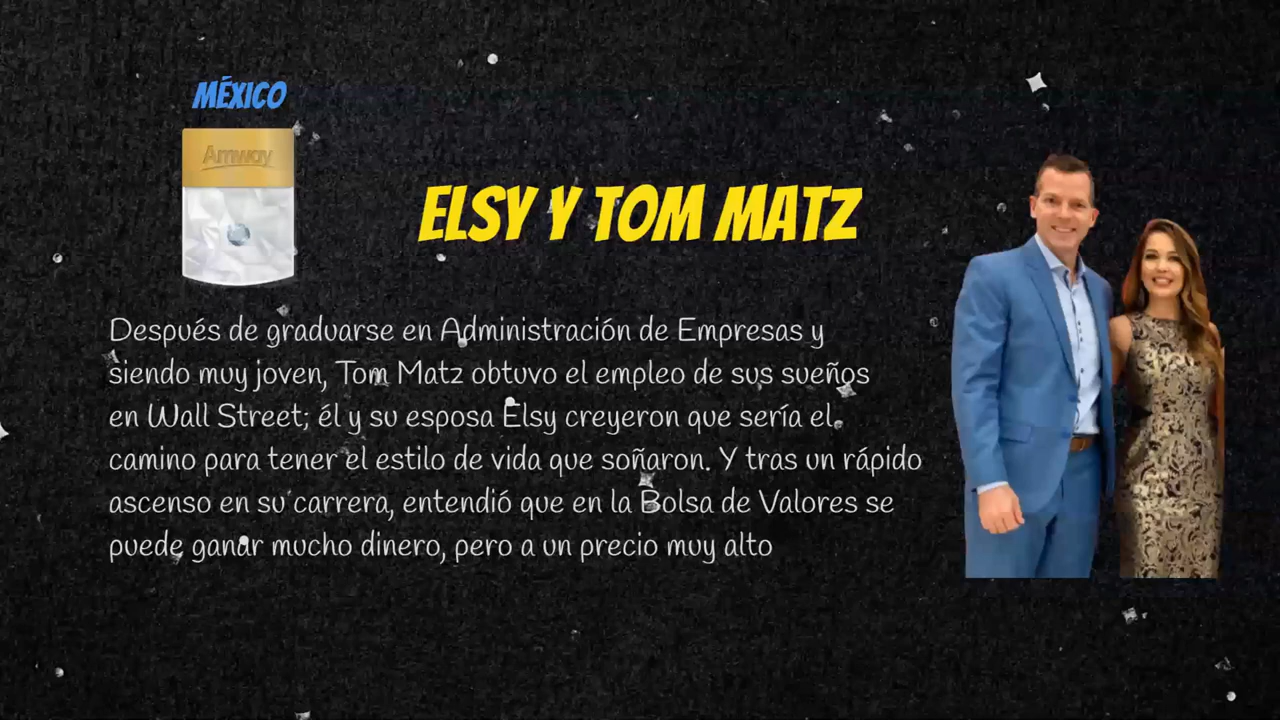 MÉXICO
Amway
ELSY Y TOM MATZ
Después de graduarse en Administración de Empresas y
siendo muy joven, Tom Matz obtuvo el empleo de sus sueños
en Wall Street; él y su esposa Elsy creyeron que sería el
camino para tener el estilo de vida que soñaron. Y tras un rápido
ascenso en su carrera, entendió que en la Bolsa de Valores se
puede ganar mucho dinero, pero a un precio muy alto